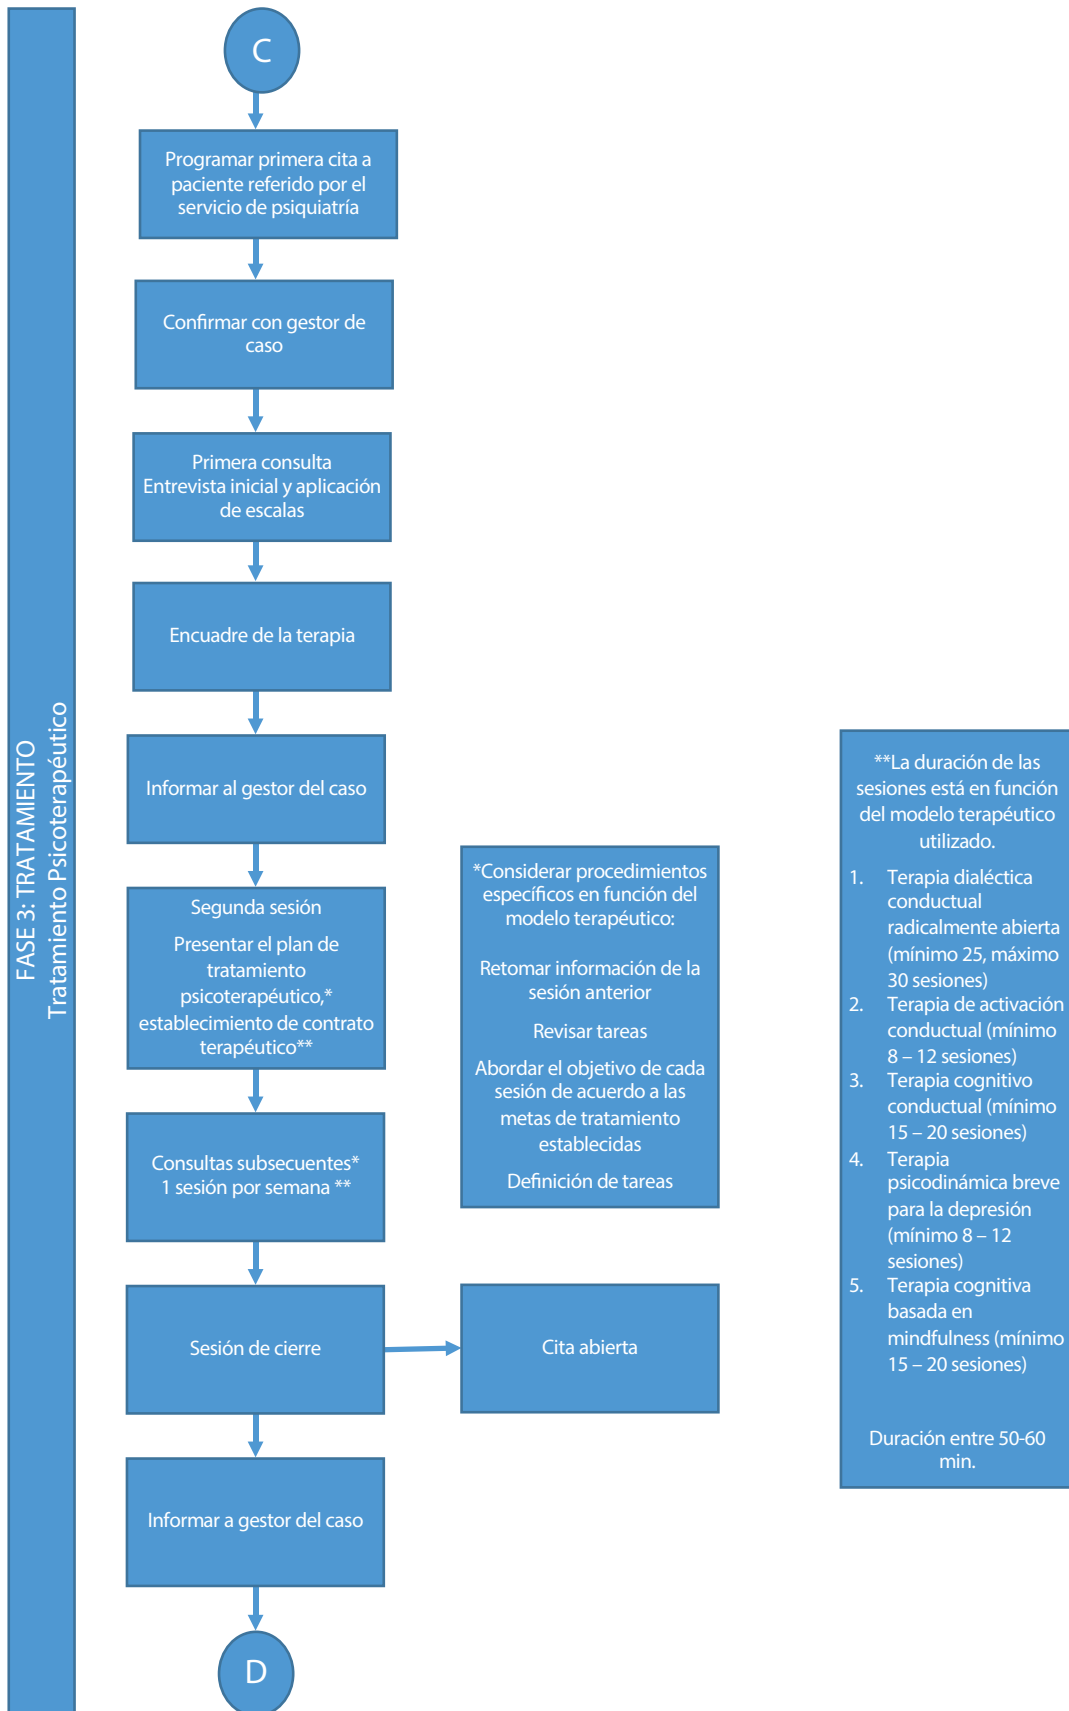 FASE 3: TRATAMIENTO
Tratamiento Psicoterapéutico
C
Programar primera cita a
paciente referido por el
servicio de psiquiatría
Confirmar con gestor de
caso
Primera consulta
Entrevista inicial y aplicación
de escalas
Encuadre de la terapia
Informar al gestor del caso
Segunda sesión
Presentar el plan de
tratamiento
psicoterapéutico,*
establecimiento de contrato
terapéutico**
Consultas subsecuentes*
1 sesión por semana **
Sesión de cierre
Cita abierta
Informar a gestor del caso
D
*Considerar procedimientos
específicos en función del
modelo terapéutico:
Retomar información de la
sesión anterior
Revisar tareas
Abordar el objetivo de cada
sesión de acuerdo a las
metas de tratamiento
establecidas
Definición de tareas
**La duración de las
sesiones está en función
del modelo terapéutico
utilizado.
1. Terapia dialéctica
conductual
radicalmente abierta
(mínimo 25, máximo
30 sesiones)
2. Terapia de activación
conductual (mínimo
8 – 12 sesiones)
3. Terapia cognitivo
conductual (mínimo
15 – 20 sesiones)
4. Terapia
psicodinámica breve
para la depresión
(mínimo 8 – 12
sesiones)
5. Terapia cognitiva
basada en
mindfulness (mínimo
15 – 20 sesiones)
Duración entre 50-60
min.